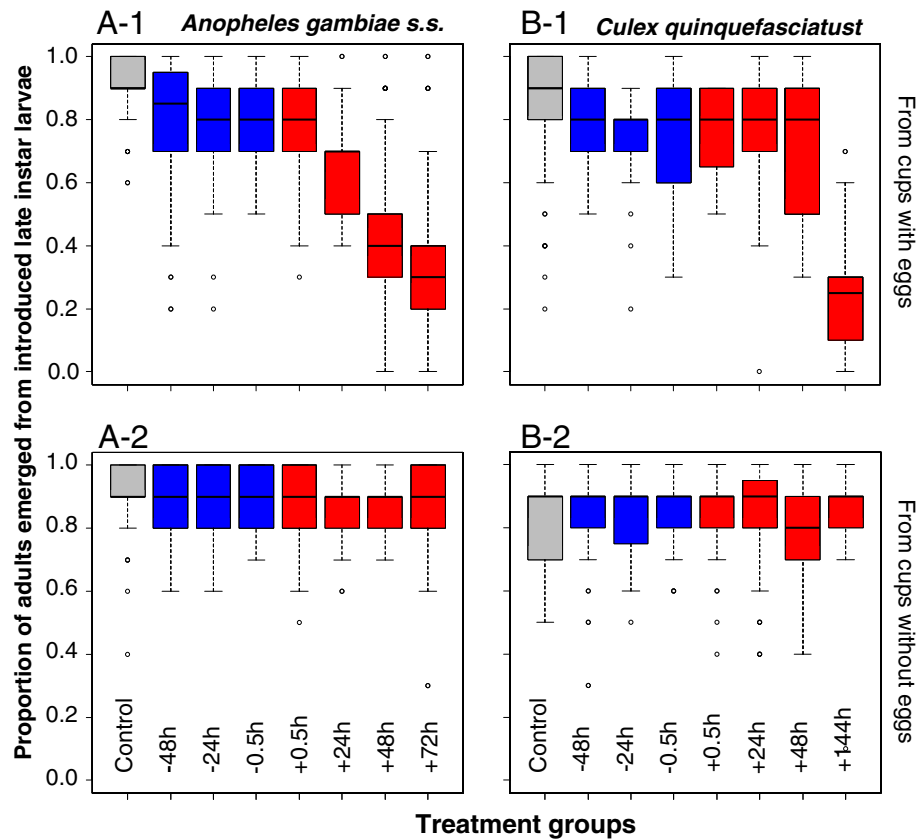 A-1
Anopheles gambiae s.s.
B-1
Culex quinquefasciatust
1.0
0.8
0.6
0.4
0.2
0.0
From cups with eggs
A-2
B-2
1.0
0.8
0.6
0.4
0.2
0.0
From cups without eggs
Proportion of adults emerged from introduced late instar larvae
Control
-48h
-24h
-0.5h
+0.5h
+24h
+48h
+72h
Control
-48h
-24h
-0.5h
+0.5h
+24h
+48h
+144h
Treatment groups